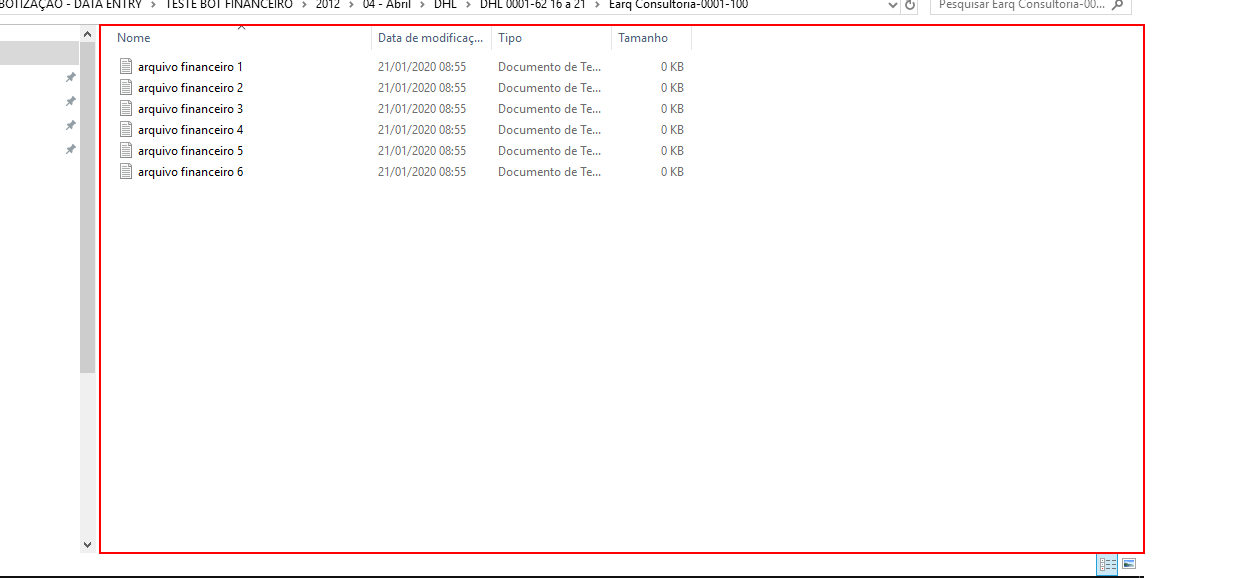 BOTIZAÇÃO - DATA ENTRY > TESTE BOT FINANCEIRO > 2012 > 04 - Abril > DHL > DHL 0001-62 16 a 21 > Earq Consultoria-0001-100 Pesquisar Earq Consultoria-00...
Nome Data de modificaç... Tipo Tamanho
arquivo financeiro 1 21/01/2020 08:55 Documento de Te... 0 KB
arquivo financeiro 2 21/01/2020 08:55 Documento de Te... 0 KB
arquivo financeiro 3 21/01/2020 08:55 Documento de Te... 0 KB
arquivo financeiro 4 21/01/2020 08:55 Documento de Te... 0 KB
arquivo financeiro 5 21/01/2020 08:55 Documento de Te... 0 KB
arquivo financeiro 6 21/01/2020 08:55 Documento de Te... 0 KB